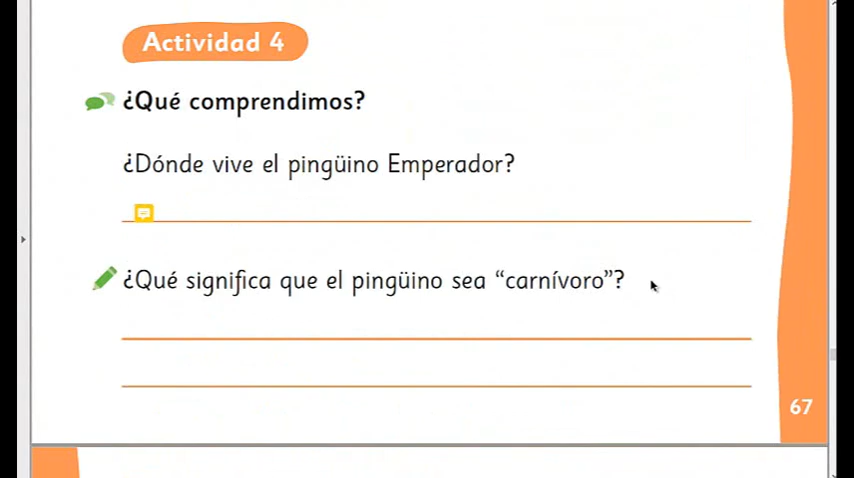 Actividad 4
¿Qué comprendimos?
¿Dónde vive el pingüino Emperador?
¿Qué significa que el pingüino sea “carnívoro”?
67